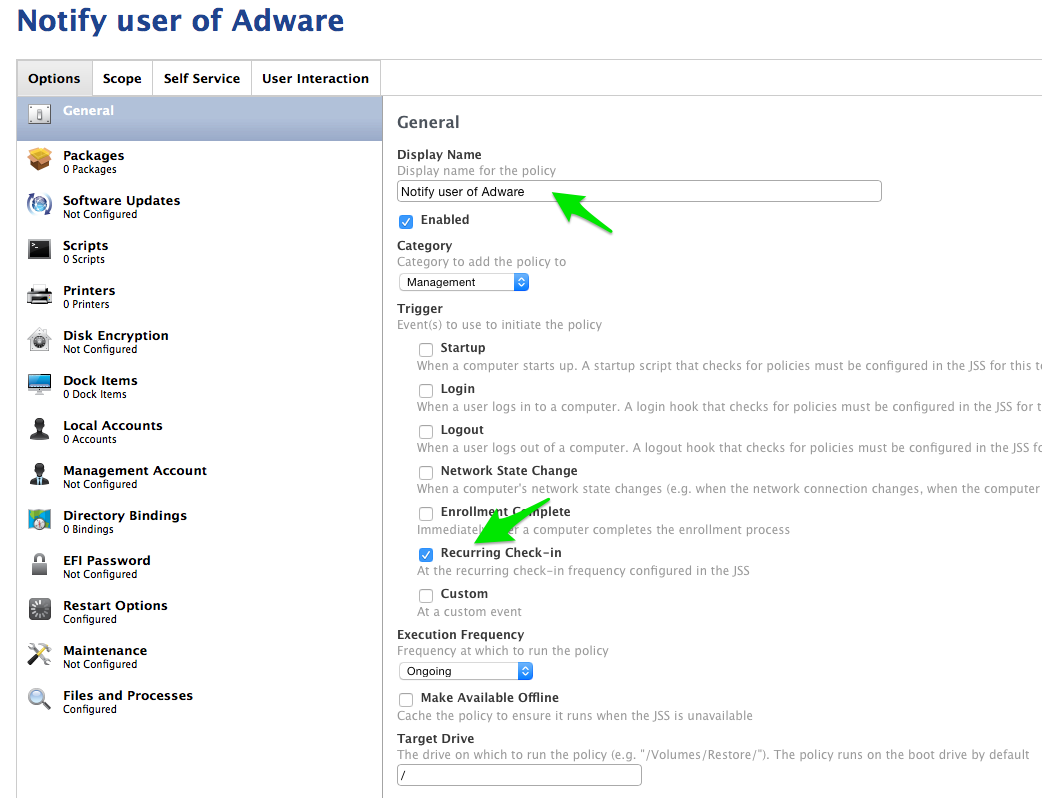 Notify user of Adware
Options
Scope
Self Service
User Interaction
General
Packages
0 Packages
Software Updates
Not Configured
Scripts
0 Scripts
Printers
0 Printers
Disk Encryption
Not Configured
Dock Items
0 Dock Items
Local Accounts
0 Accounts
Management Account
Not Configured
Directory Bindings
0 Bindings
EFI Password
Not Configured
Restart Options
Configured
Maintenance
Not Configured
Files and Processes
Configured
General
Display Name
Display name for the policy
Notify user of Adware
Enabled
Category
Category to add the policy to
Management
Trigger
Event(s) to use to initiate the policy
Startup
When a computer starts up. A startup script that checks for policies must be configured in the JSS for this
Login
When a user logs in to a computer. A login hook that checks for policies must be configured in the JSS for
Logout
When a user logs out of a computer. A logout hook that checks for policies must be configured in the JSS
Network State Change
When a computer's network state changes (e.g. when the network connection changes, when the computer
Enrollment Complete
Immediately a computer completes the enrollment process
Recurring Check-in
At the recurring check-in frequency configured in the JSS
Custom
At a custom event
Execution Frequency
Frequency at which to run the policy
Ongoing
Make Available Offline
Cache the policy to ensure it runs when the JSS is unavailable
Target Drive
The drive on which to run the policy (e.g. "/Volumes/Restore/"). The policy runs on the boot drive by default
/